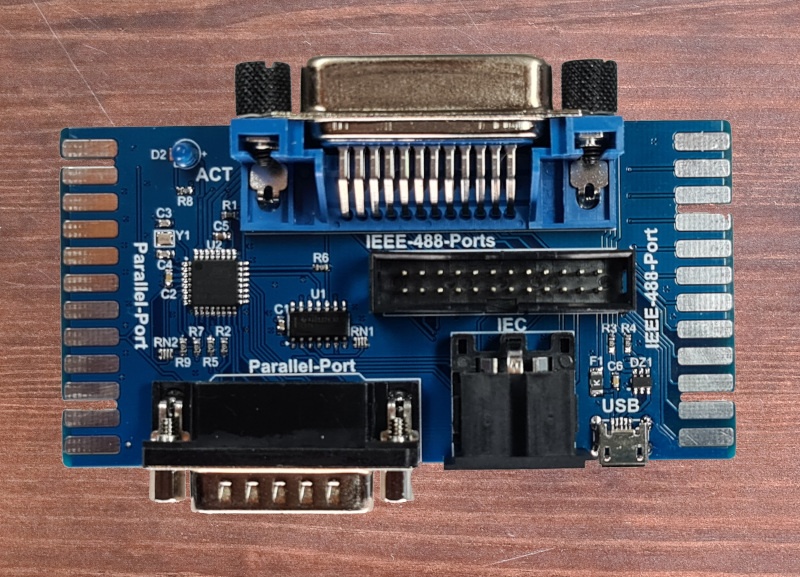 D2
+
ACT
R8
R1
C3
Y1
C5
U2
C4
C2
Parallel-Port
IEEE-488-Ports
IEEE-488-Port
R6
U1
C1
RN1
R7
R2
RN2
R9
R5
IEC
R3
R4
F1
C6
DZ1
USB
Parallel-Port